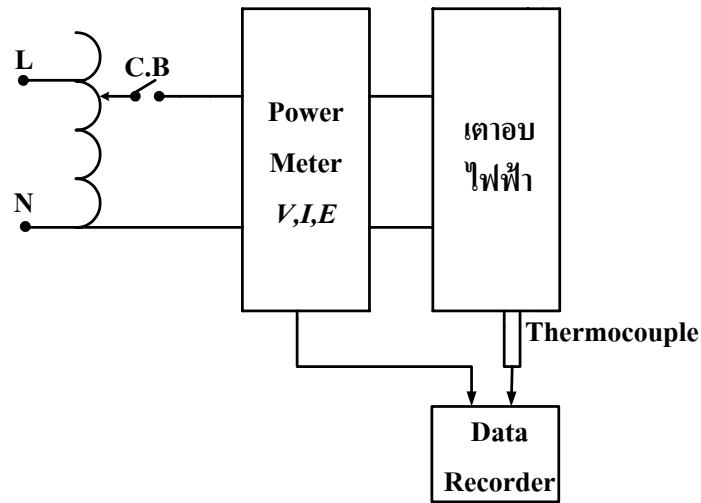 L
C.B
N
Power
Meter
V,I,E
เตาอบ
ไฟฟ้า
Thermocouple
Data
Recorder